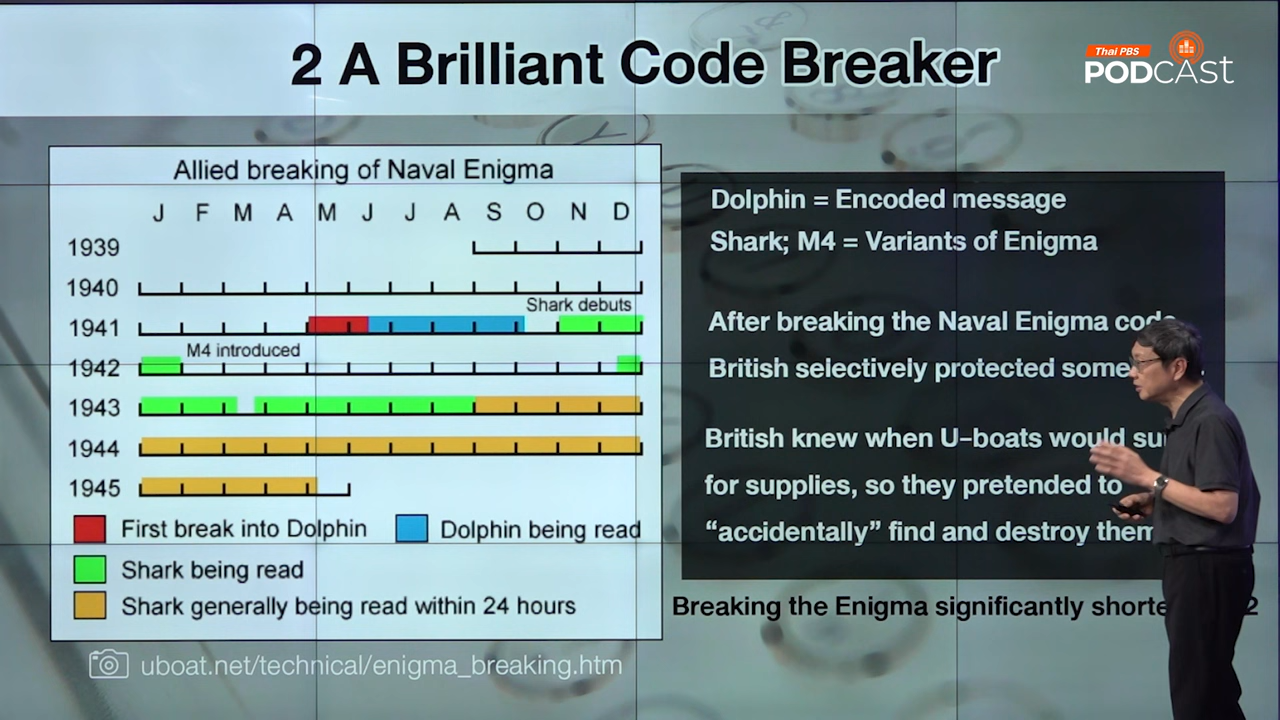 2 A Brilliant Code Breaker
Thai PBS
PODCAST
Allied breaking of Naval Enigma
J F M A M J J A S O N D
1939
1940
Shark debuts
1941
M4 introduced
1942
1943
1944
1945
First break into Dolphin
Dolphin being read
Shark being read
Shark generally being read within 24 hours
uboat.net/technical/enigma_breaking.htm
Dolphin = Encoded message
Shark; M4 = Variants of Enigma
After breaking the Naval Enigma code
British selectively protected some
British knew when U-boats would
for supplies, so they pretended to
“accidentally” find and destroy them
Breaking the Enigma significantly 2